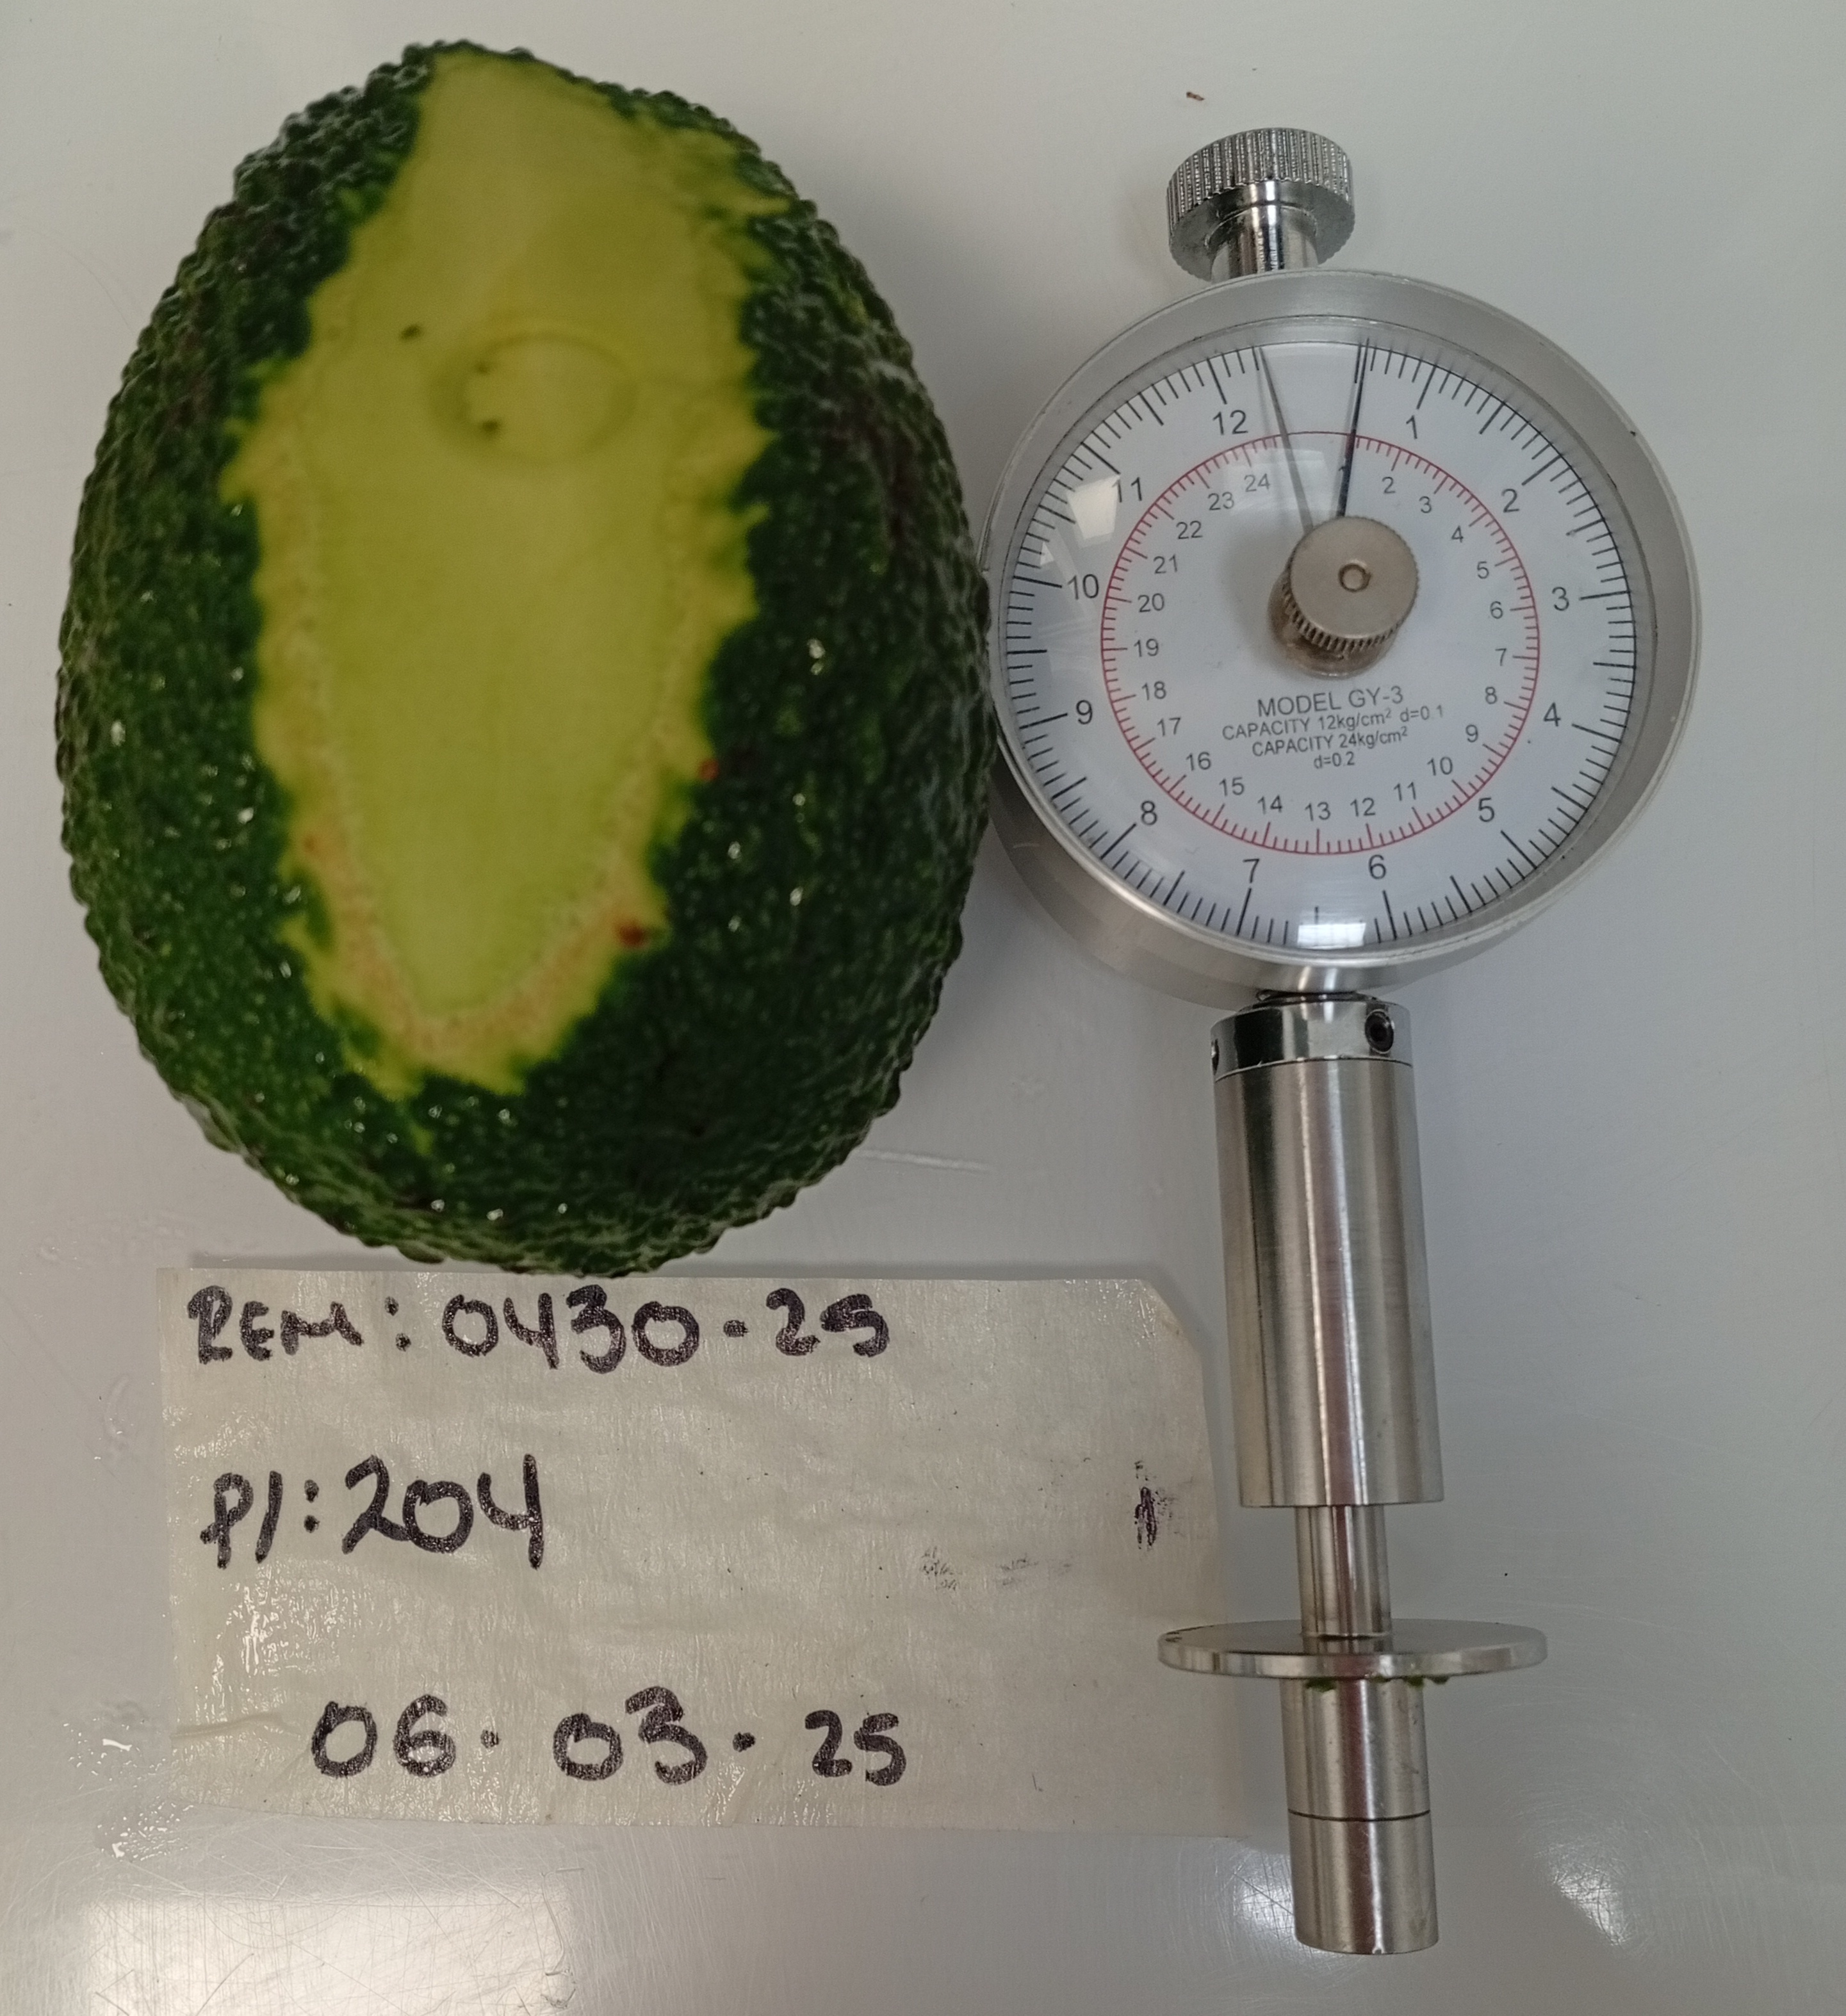 12 1
11 2
10 3
9 4
8 5
7 6
24 2
23 3
22 4
21 5
20 6
19 7
18 8
17 9
16 10
15 14 13 12 11
MODEL GY-3
CAPACITY 12kg/cm² d=0.1
CAPACITY 24kg/cm²
d=0.2
REM: 0430-25
P/: 204
06. 03. 25